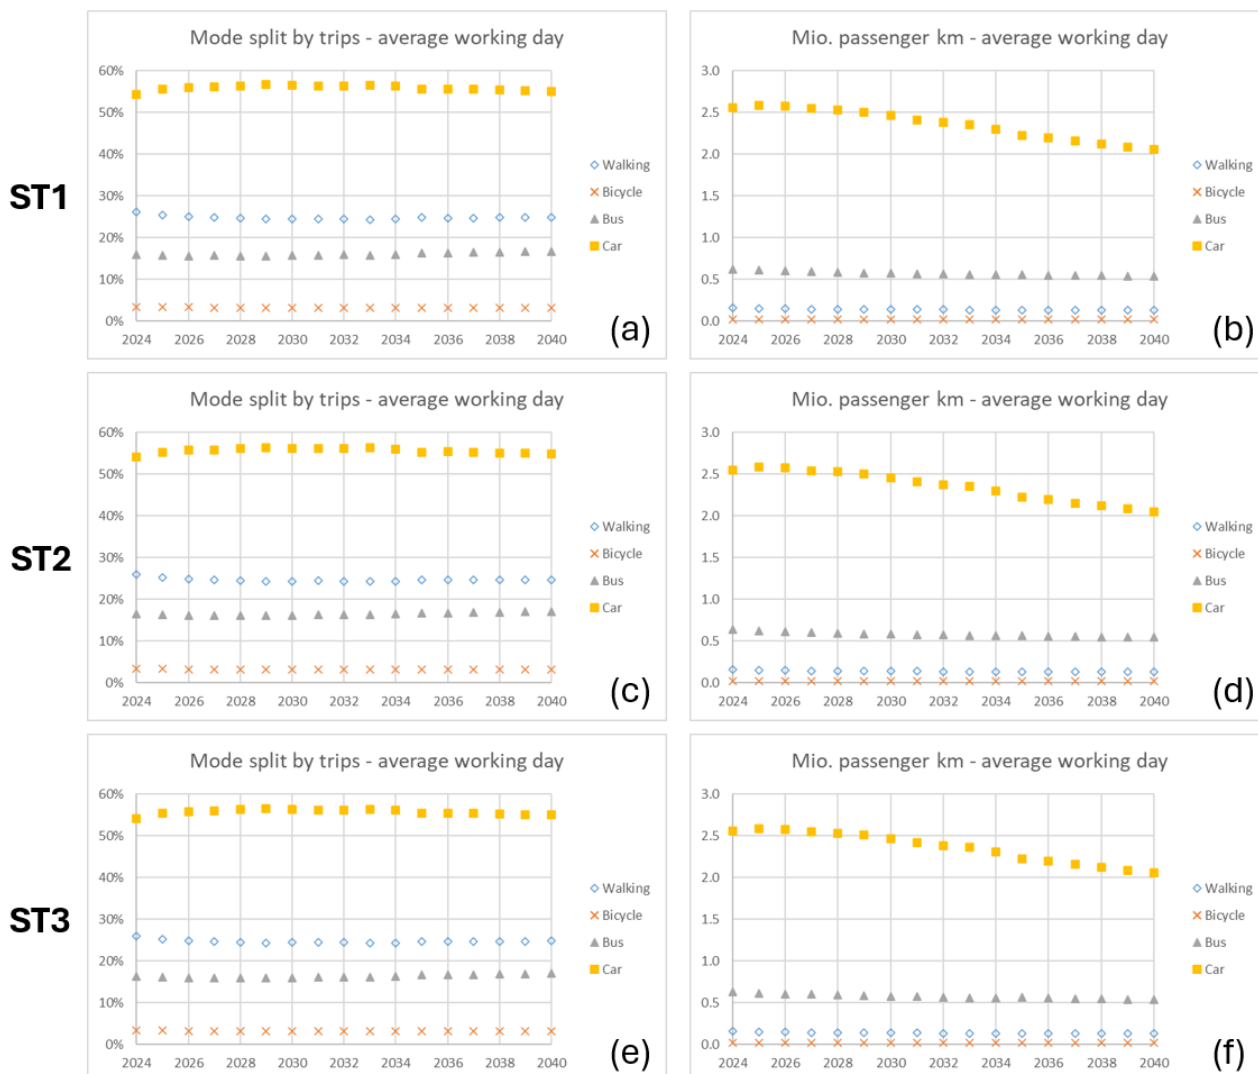 ST1
Mode split by trips - average working day
60%
50%
40%
30%
20%
10%
0%
2024 2026 2028 2030 2032 2034 2036 2038 2040
Walking
Bicycle
Bus
Car
(a)
Mio. passenger km - average working day
3.0
2.5
2.0
1.5
1.0
0.5
0.0
2024 2026 2028 2030 2032 2034 2036 2038 2040
Walking
Bicycle
Bus
Car
(b)
ST2
Mode split by trips - average working day
60%
50%
40%
30%
20%
10%
0%
2024 2026 2028 2030 2032 2034 2036 2038 2040
Walking
Bicycle
Bus
Car
(c)
Mio. passenger km - average working day
3.0
2.5
2.0
1.5
1.0
0.5
0.0
2024 2026 2028 2030 2032 2034 2036 2038 2040
Walking
Bicycle
Bus
Car
(d)
ST3
Mode split by trips - average working day
60%
50%
40%
30%
20%
10%
0%
2024 2026 2028 2030 2032 2034 2036 2038 2040
Walking
Bicycle
Bus
Car
(e)
Mio. passenger km - average working day
3.0
2.5
2.0
1.5
1.0
0.5
0.0
2024 2026 2028 2030 2032 2034 2036 2038 2040
Walking
Bicycle
Bus
Car
(f)